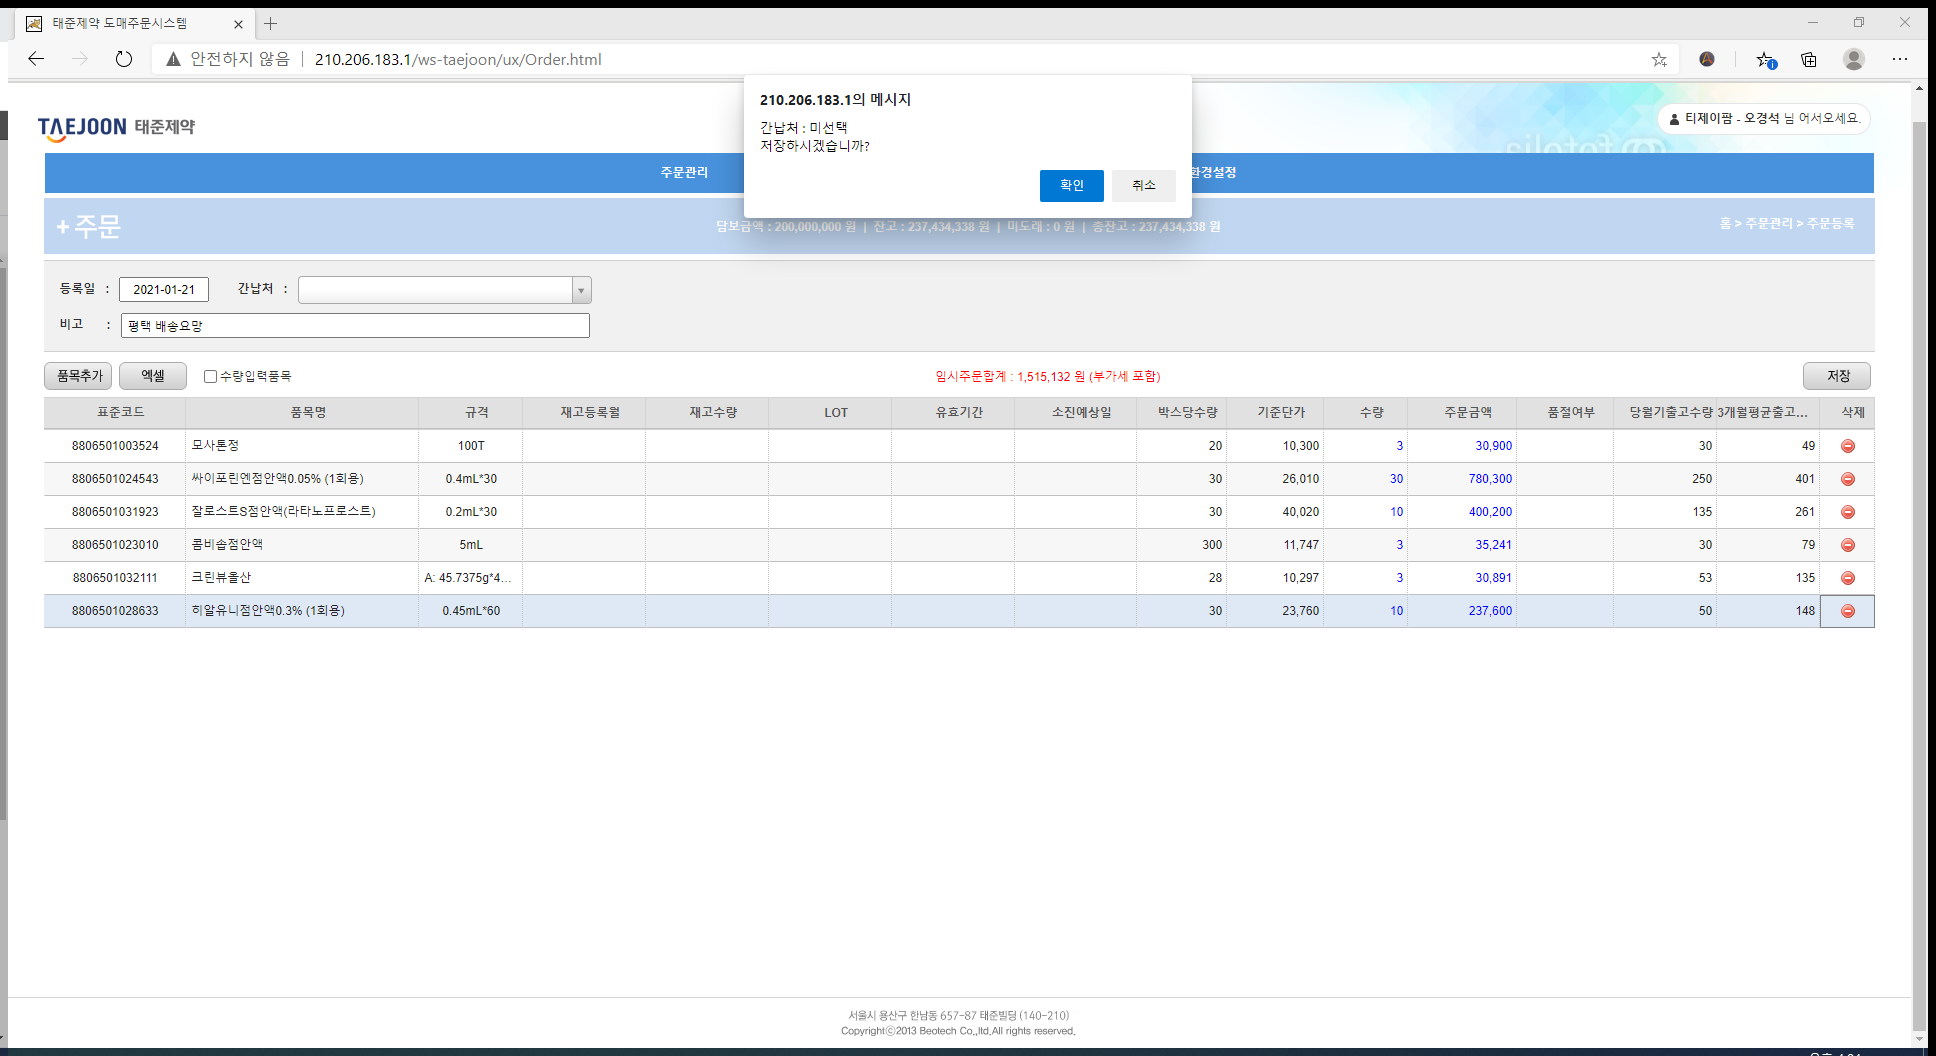 태준제약 도매주문시스템
안전하지 않음 210.206.183.1/ws-taejoon/ux/Order.html
210.206.183.1의 메시지
간납처 : 미선택
저장하시겠습니까?
확인 취소
TAEJOON 태준제약
티제이팜 - 오경석 님 어서오세요.
주문관리 환경설정
+ 주문
담보금액 : 200,000,000 원 | 잔고 : 237,434,338 원 | 미도래 : 0 원 | 총잔고 : 237,434,338 원
홈 > 주문관리 > 주문등록
등록일 : 2021-01-21 간납처 :
비고 : 평택 배송요망
품목추가 엑셀 수량입력품목 임시주문합계 : 1,515,132 원 (부가세 포함) 저장
표준코드 품목명 규격 재고등록월 재고수량 LOT 유효기간 소진예상일 박스당수량 기준단가 수량 주문금액 품절여부 당월기출고수량 3개월평균출고... 삭제
8806501003524 모사톤정 100T 20 10,300 3 30,900 30 49
8806501024543 싸이포린엔점안액0.05% (1회용) 0.4mL*30 30 26,010 30 780,300 250 401
8806501031923 잘로스트S점안액(라타노프로스트) 0.2mL*30 30 40,020 10 400,200 135 261
8806501023010 콤비솝점안액 5mL 300 11,747 3 35,241 30 79
8806501032111 크린뷰올산 A: 45.7375g*4... 28 10,297 3 30,891 53 135
8806501028633 히알유니점안액0.3% (1회용) 0.45mL*60 30 23,760 10 237,600 50 148
서울시 용산구 한남동 657-87 태준빌딩 (140-210)
Copyrightⓒ2013 Beotech Co.,ltd.All rights reserved.